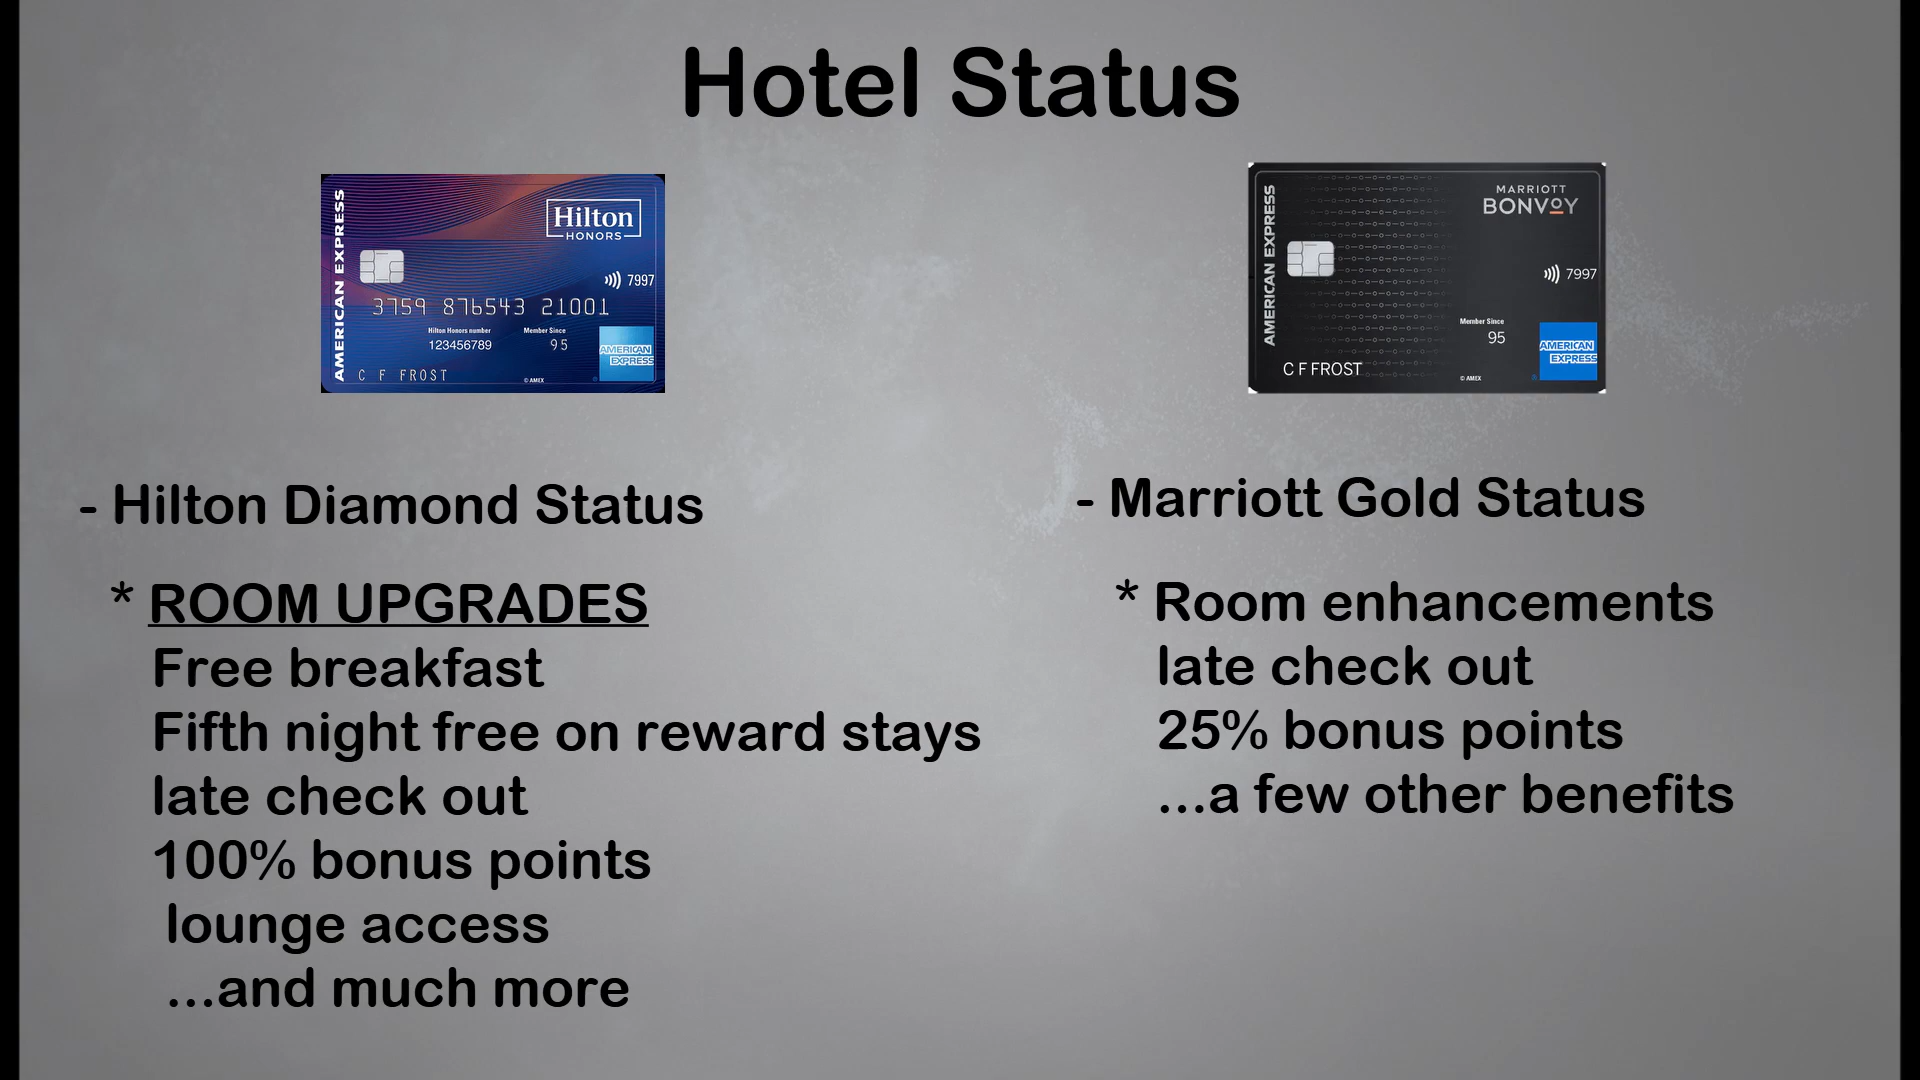 Hotel Status
AMERICAN EXPRESS
Hilton
HONORS
7997
3759 876543 21001
Hilton Honors number
Member Since
123456789
95
AMERICAN
EXPRESS
C F FROST
© AMEX
AMERICAN EXPRESS
MARRIOTT
BONVOY
7997
Member Since
95
AMERICAN
EXPRESS
C F FROST
© AMEX
- Hilton Diamond Status
* ROOM UPGRADES
Free breakfast
Fifth night free on reward stays
late check out
100% bonus points
lounge access
...and much more
- Marriott Gold Status
* Room enhancements
late check out
25% bonus points
...a few other benefits